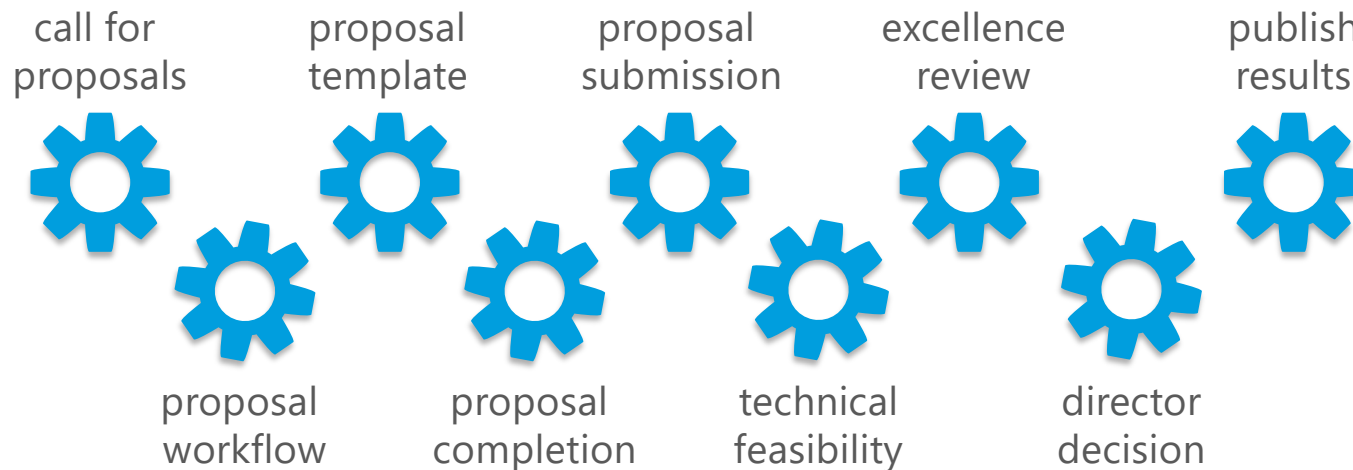 call for
proposals
proposal
workflow
proposal
template
proposal
completion
proposal
submission
technical
feasibility
excellence
review
director
decision
publish
results